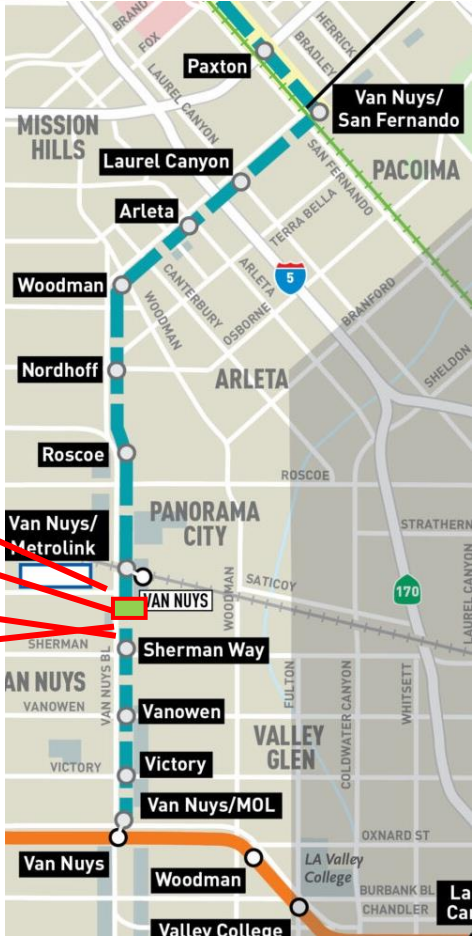 BRAND
FOX
HERRICK
BRADLEY
Paxton
LAUREL CANYON
Van Nuys/
San Fernando
MISSION
HILLS
SAN FERNANDO
PACOIMA
Laurel Canyon
TERRA BELLA
Arleta
ARLETA
5
Woodman
CANTERBURY
WOODMAN
OSBORNE
BRANFORD
SHELDON
Nordhoff
ARLETA
Roscoe
ROSCOE
PANORAMA
CITY
STRATHERN
Van Nuys/
Metrolink
SATICOY
WOODMAN
VAN NUYS
170
LAUREL CANYON
SHERMAN
Sherman Way
VAN NUYS BL
AN NUYS
VANOWEN
Vanowen
FULTON
COLDWATER CANYON
WHITSETT
VALLEY
GLEN
VICTORY
Victory
Van Nuys/MOL
OXNARD ST
Van Nuys
Woodman
LA Valley
College
BURBANK BL
CHANDLER
La
Can
Valley College